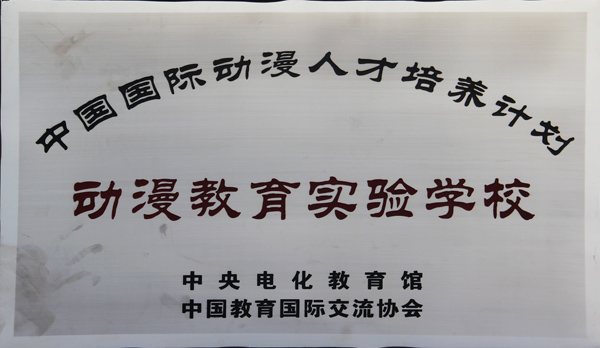 中国国际动漫人才培养计划
动漫教育实验学校
中央电化教育馆
中国教育国际交流协会